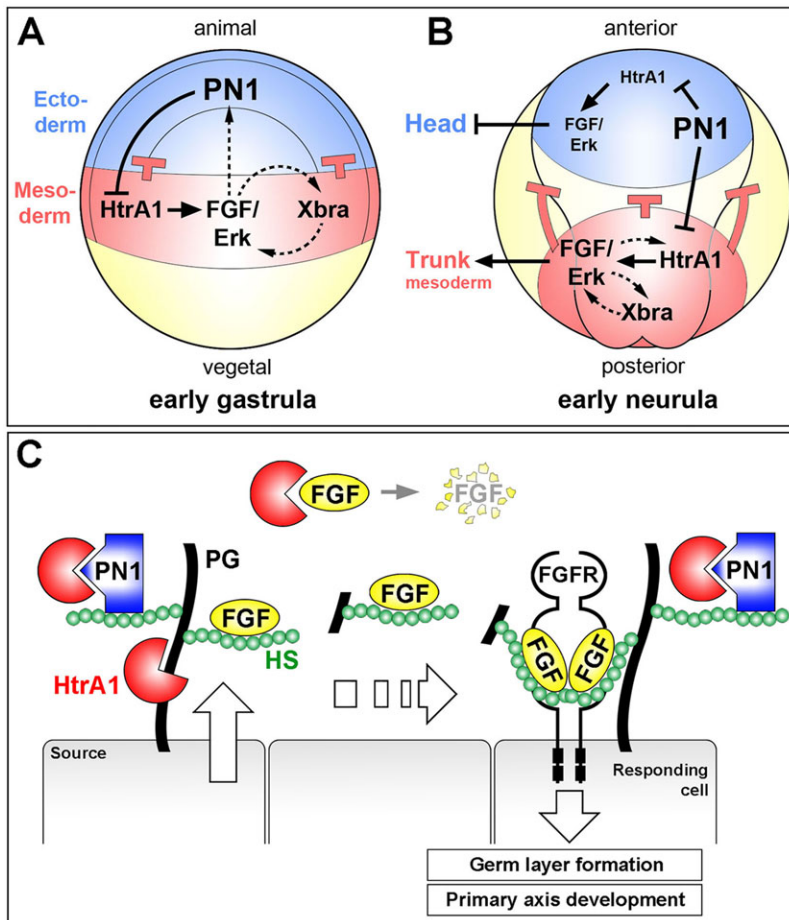 A
animal
Ecto-
derm
PN1
Meso-
derm
HtrA1
FGF/
Erk
Xbra
vegetal
early gastrula
B
anterior
HtrA1
Head
FGF/
Erk
PN1
Trunk
mesoderm
FGF/
Erk
HtrA1
Xbra
posterior
early neurula
C
FGF
FGF
PN1
PG
FGF
HS
HtrA1
FGF
FGFR
FGF
FGF
PN1
Source
Responding
cell
Germ layer formation
Primary axis development